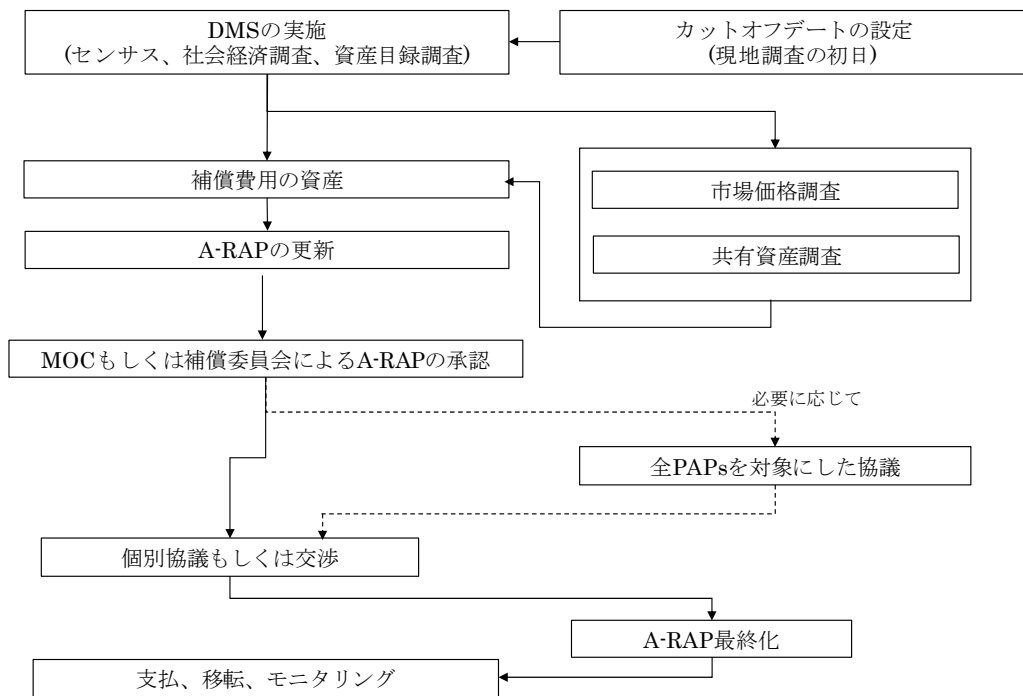 DMSの実施
(センサス、社会経済調査、資産目録調査)
カットオフデートの設定
(現地調査の初日)
補償費用の資産
市場価格調査
A-RAPの更新
共有資産調査
MOCもしくは補償委員会によるA-RAPの承認
必要に応じて
全PAPsを対象にした協議
個別協議もしくは交渉
A-RAP最終化
支払、移転、モニタリング